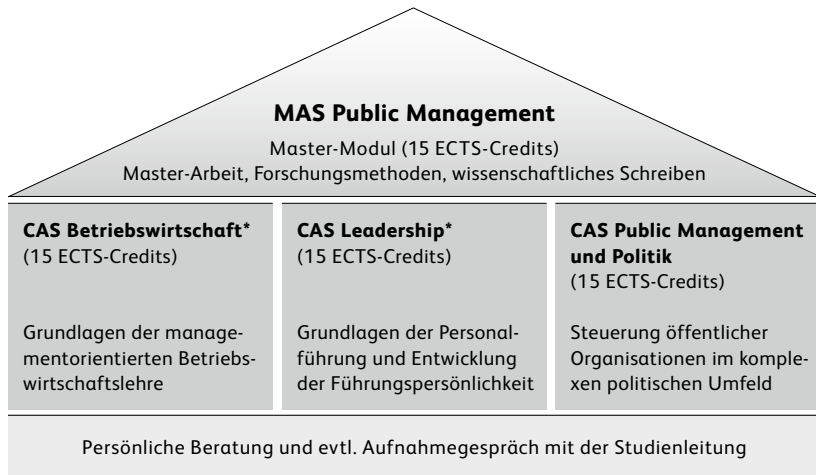 MAS Public Management
Master-Modul (15 ECTS-Credits)
Master-Arbeit, Forschungsmethoden, wissenschaftliches Schreiben
CAS Betriebswirtschaft*
(15 ECTS-Credits)
Grundlagen der manage-
mentorientierten Betriebs-
wirtschaftslehre
CAS Leadership*
(15 ECTS-Credits)
Grundlagen der Personal-
führung und Entwicklung
der Führungspersönlichkeit
CAS Public Management
und Politik
(15 ECTS-Credits)
Steuerung öffentlicher
Organisationen im komple-
xen politischen Umfeld
Persönliche Beratung und evtl. Aufnahmegespräch mit der Studienleitung